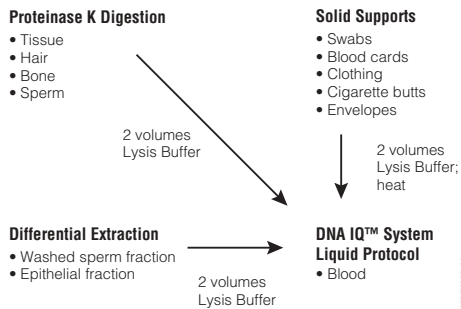 Proteinase K Digestion
• Tissue
• Hair
• Bone
• Sperm
Solid Supports
• Swabs
• Blood cards
• Clothing
• Cigarette butts
• Envelopes
2 volumes
Lysis Buffer
2 volumes
Lysis Buffer;
heat
Differential Extraction
• Washed sperm fraction
• Epithelial fraction
2 volumes
Lysis Buffer
DNA IQ™ System
Liquid Protocol
• Blood